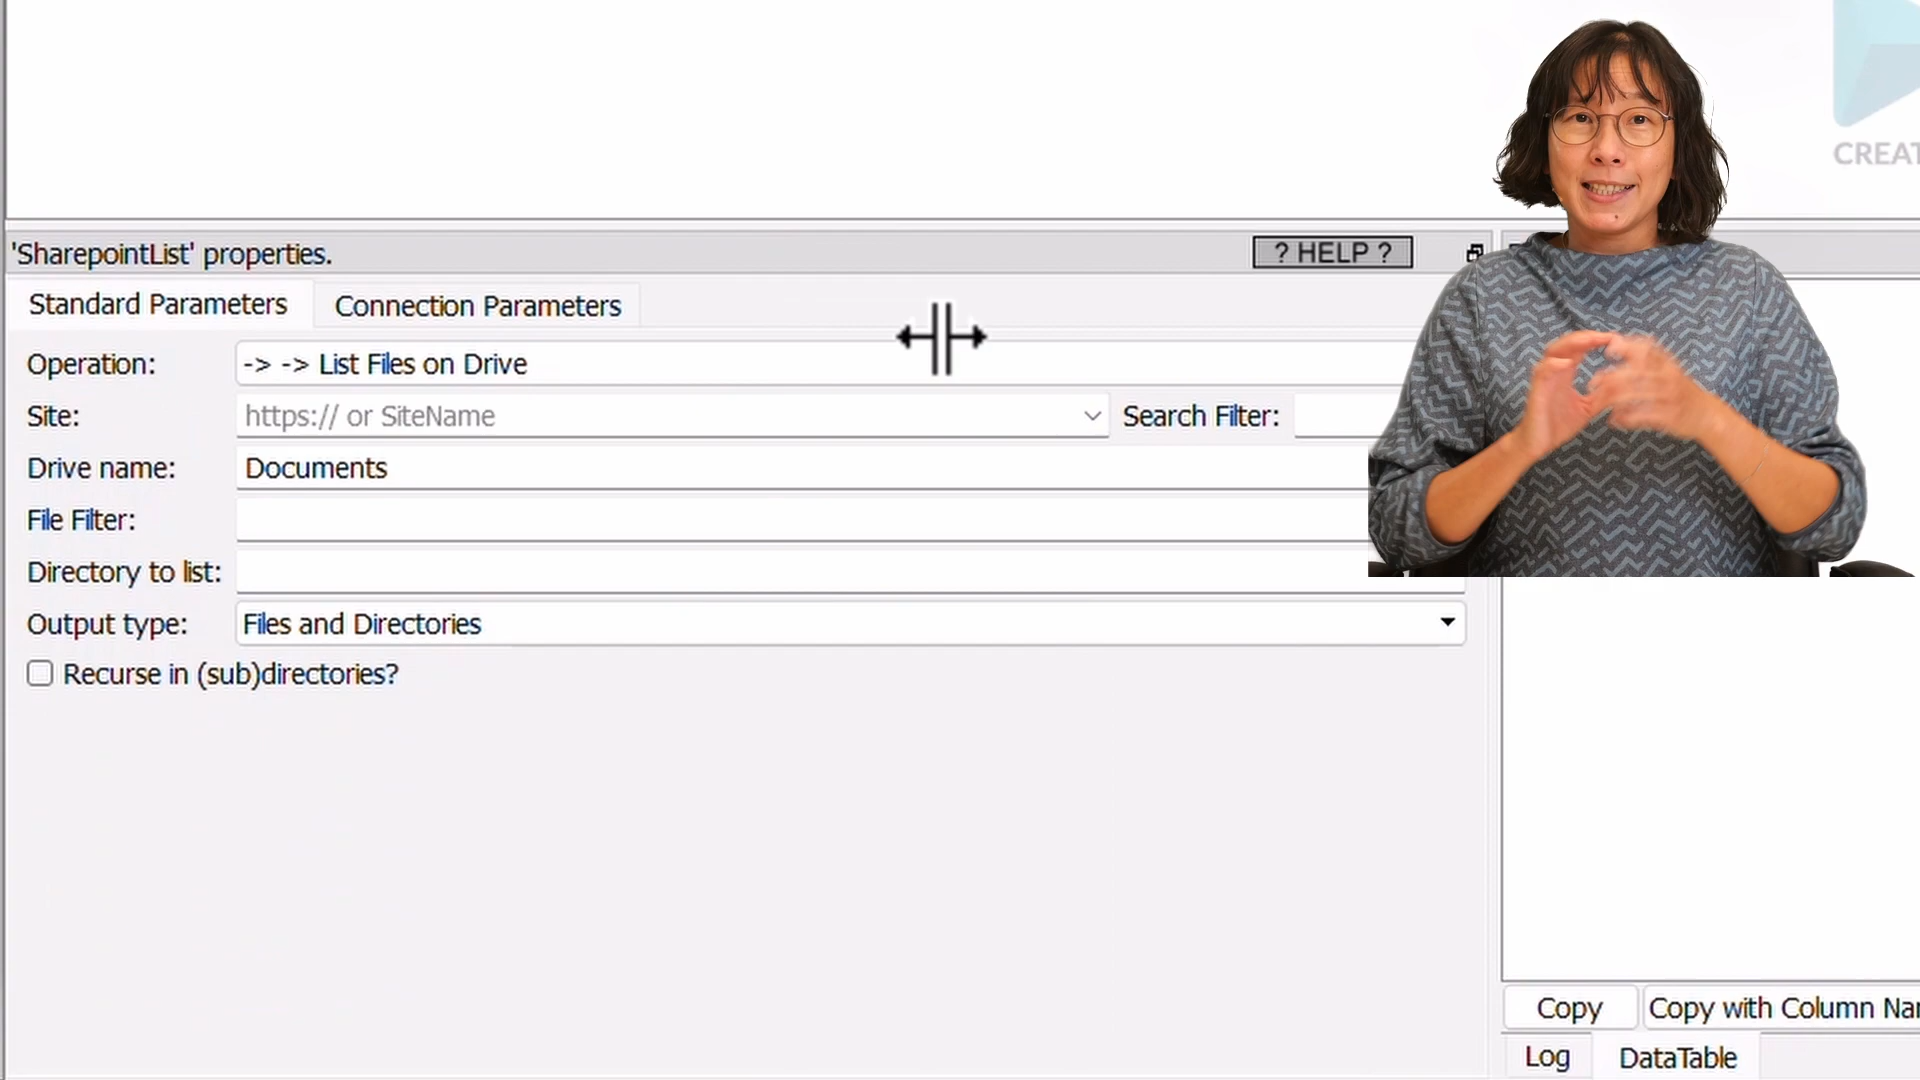 CREAT
'SharepointList' properties.
? HELP ?
Standard Parameters
Connection Parameters
Operation:
-> -> List Files on Drive
Site:
https:// or SiteName
Search Filter:
Drive name:
Documents
File Filter:
Directory to list:
Output type:
Files and Directories
Recurse in (sub)directories?
Copy
Copy with Column Nar
Log
DataTable